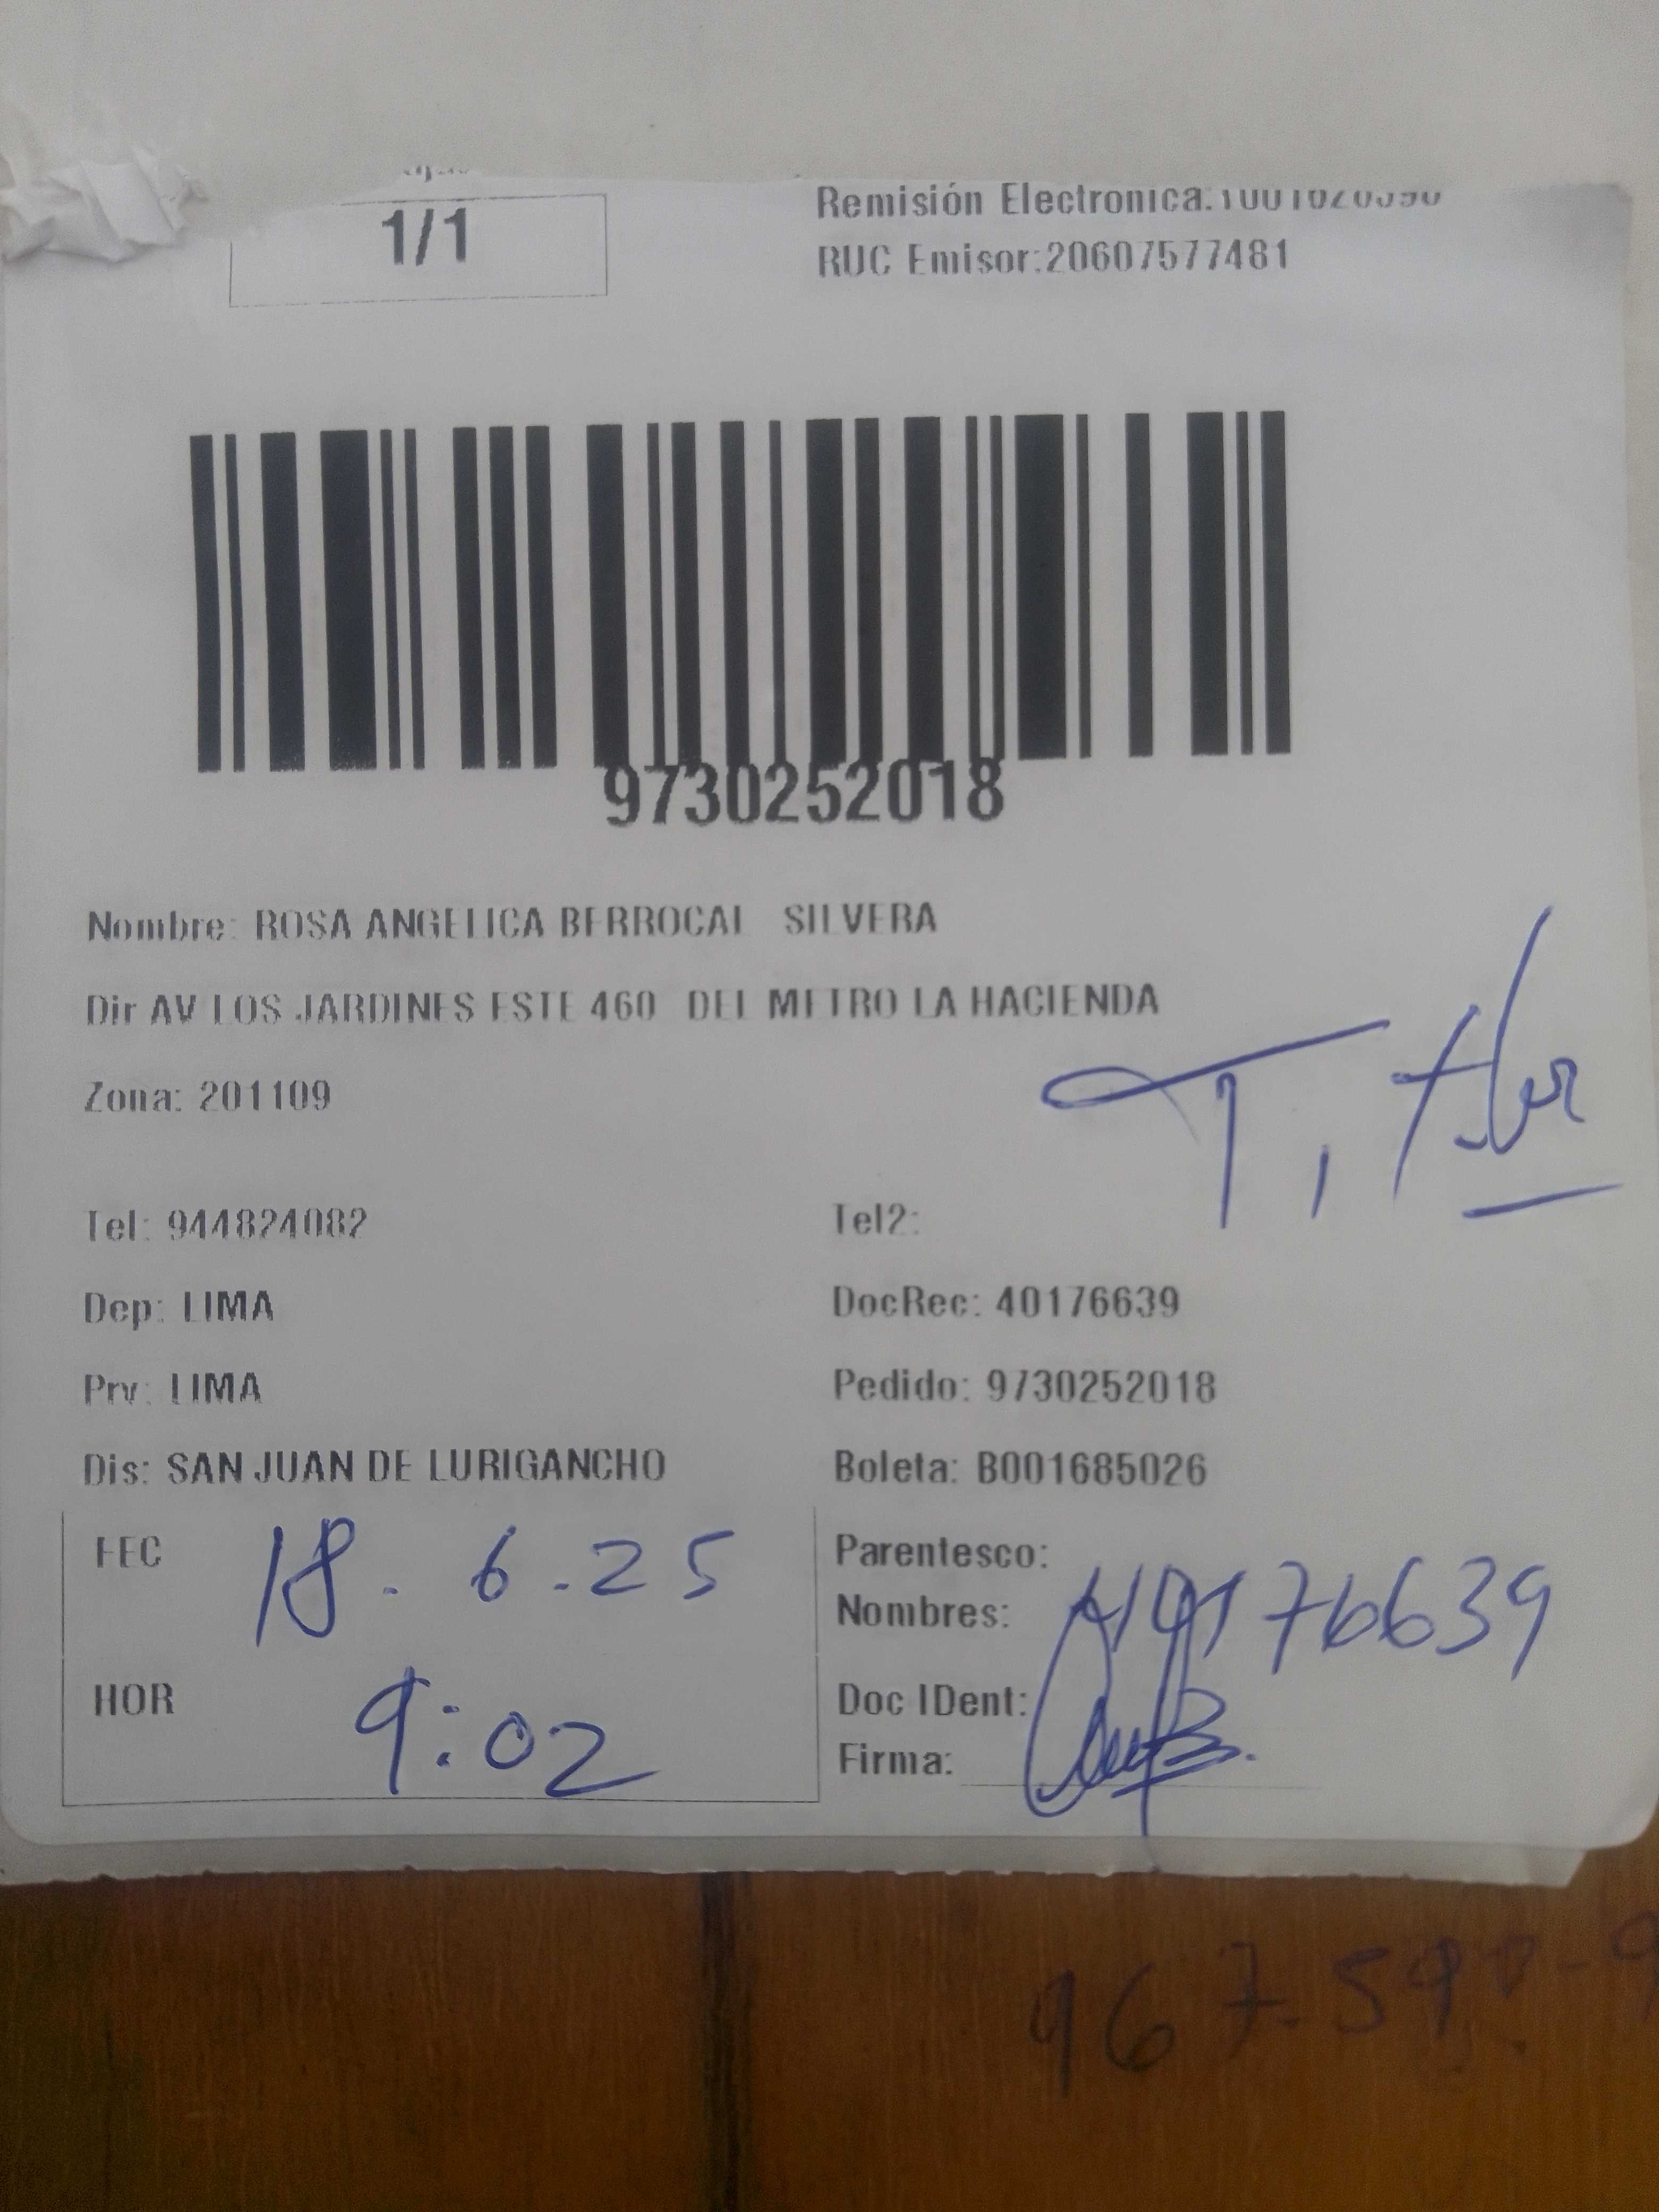 1/1
Remisión Electronica:
RUC Emisor:20607577481
9730252018
Nombre: ROSA ANGELICA BERROCAL SILVERA
Dir AV LOS JARDINES ESTE 460 DEL METRO LA HACIENDA
Zona: 201109
Tel: 944824082
Tel2:
Dep: LIMA
DocRec: 40176639
Prv: LIMA
Pedido: 9730252018
Dis: SAN JUAN DE LURIGANCHO
Boleta: B001685026
FEC 18.6.25
Parentesco:
Nombres: 40176639
HOR 9:02
Doc IDent:
Firma: